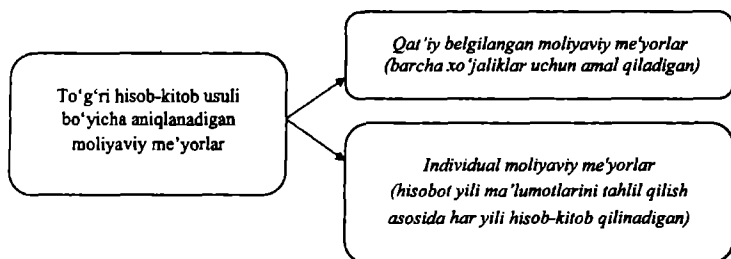 To‘g‘ri hisob-kitob usuli
bo‘yicha aniqlanadigan
moliyaviy me’yorlar
Qat’iy belgilangan moliyaviy me’yorlar
(barcha xo‘jaliklar uchun amal qiladigan)
Individual moliyaviy me’yorlar
(hisobot yili ma’lumotlarini tahlil qilish
asosida har yili hisob-kitob qilinadigan)